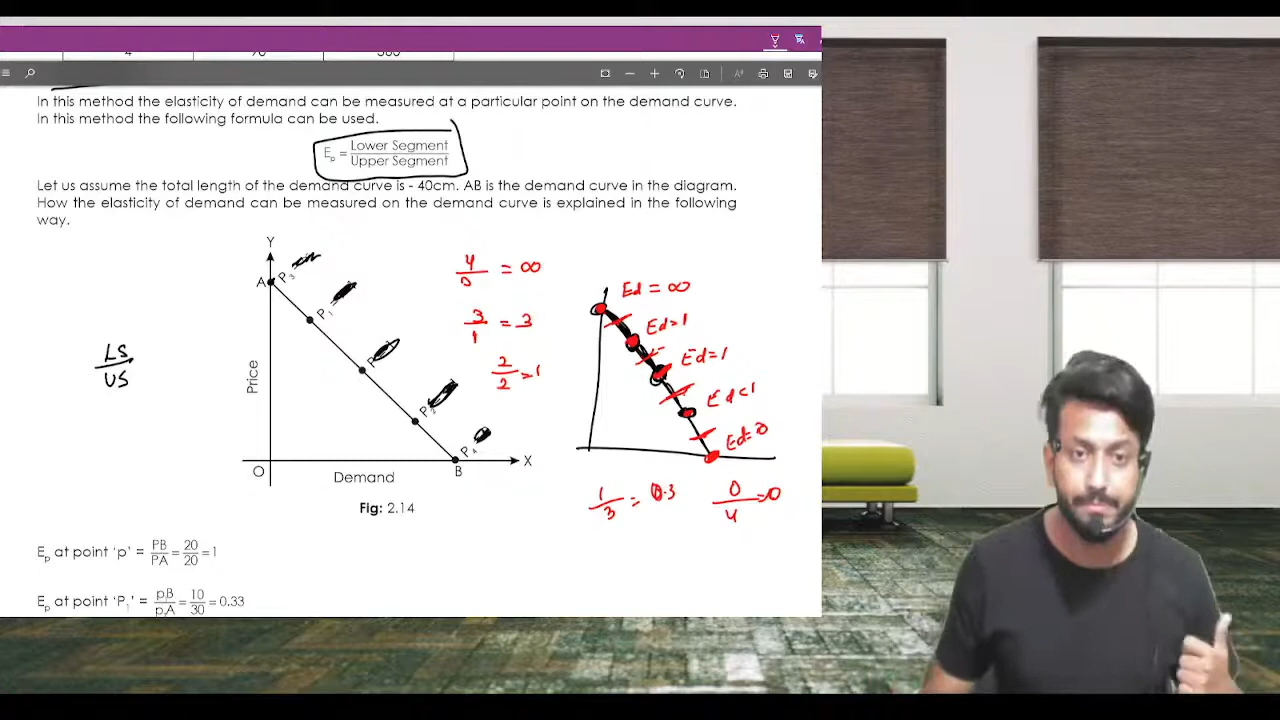 In this method the elasticity of demand can be measured at a particular point on the demand curve.
In this method the following formula can be used.
Ep = Lower Segment
Upper Segment
Let us assume the total length of the demand curve is - 40cm. AB is the demand curve in the diagram.
How the elasticity of demand can be measured on the demand curve is explained in the following
way.
Y
A
P3
P1
P
P2
P4
Price
O
Demand
B
X
Fig: 2.14
LS
US
4/0 = ∞
3/1 = 3
2/2 = 1
Ed = ∞
Ed = 1
Ed = 1
Ed < 1
Ed = 0
1/3 = 0.3
0/4 = 0
Ep at point 'p' = PB/PA = 20/20 = 1
Ep at point 'P1' = pB/pA = 10/30 = 0.33